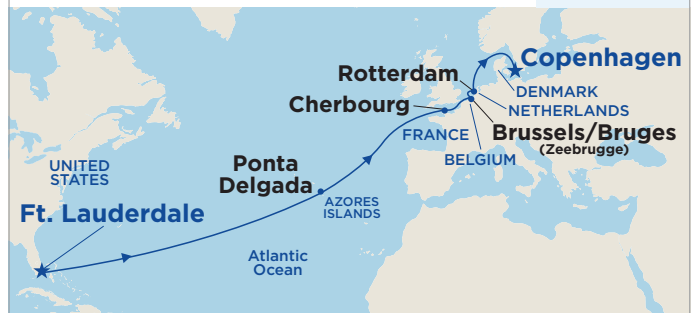 Copenhagen
Rotterdam
DENMARK
Cherbourg
NETHERLANDS
FRANCE
Brussels/Bruges
(Zeebrugge)
BELGIUM
UNITED
STATES
Ponta
Delgada
AZORES
ISLANDS
Ft. Lauderdale
Atlantic
Ocean